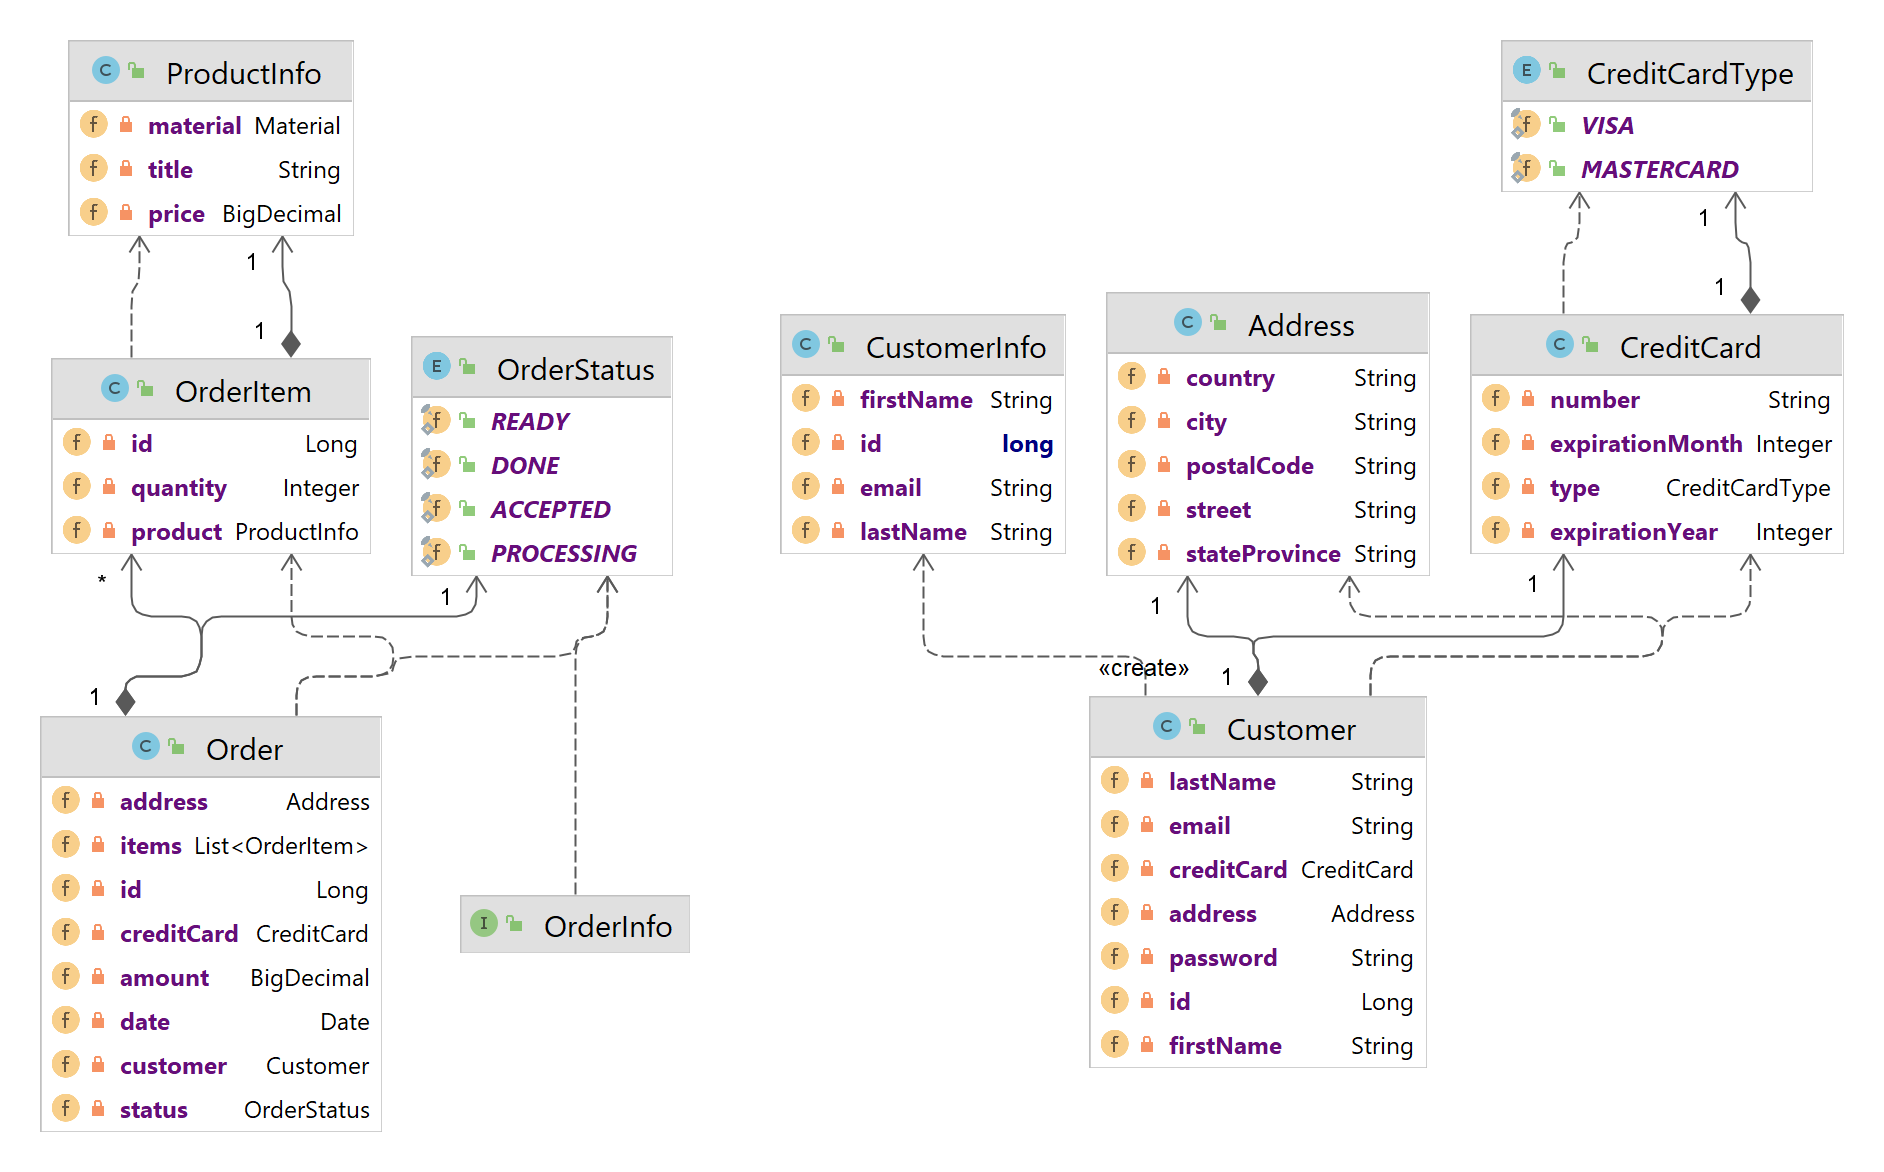 ProductInfo
material Material
title String
price BigDecimal
1
1
OrderItem
id Long
quantity Integer
product ProductInfo
*
OrderStatus
READY
DONE
ACCEPTED
PROCESSING
1
1
Order
address Address
items List<OrderItem>
id Long
creditCard CreditCard
amount BigDecimal
date Date
customer Customer
status OrderStatus
OrderInfo
CustomerInfo
firstName String
id long
email String
lastName String
Address
country String
city String
postalCode String
street String
stateProvince String
1
CreditCardType
VISA
MASTERCARD
1
1
CreditCard
number String
expirationMonth Integer
type CreditCardType
expirationYear Integer
1
«create»
1
Customer
lastName String
email String
creditCard CreditCard
address Address
password String
id Long
firstName String